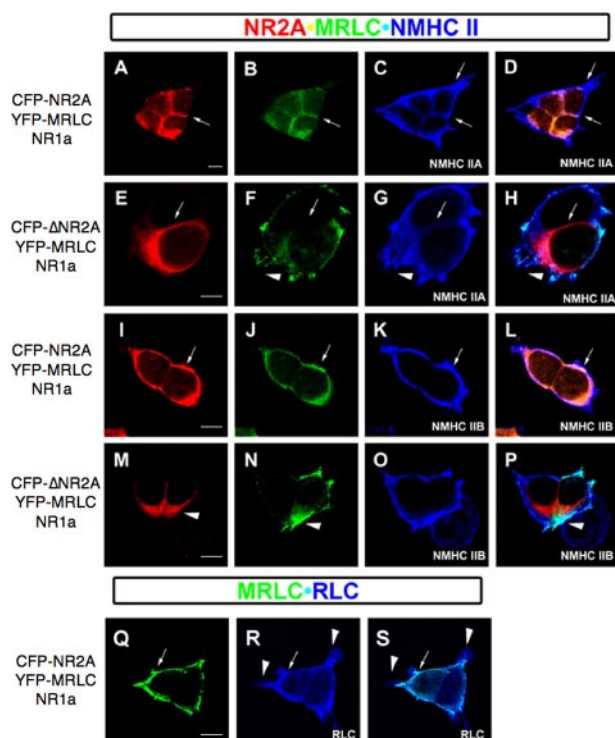 NR2A•MRLC•NMHC II
CFP-NR2A
YFP-MRLC
NR1a
A
B
C
NMHC IIA
D
NMHC IIA
CFP-ΔNR2A
YFP-MRLC
NR1a
E
F
G
NMHC IIA
H
NMHC IIA
CFP-NR2A
YFP-MRLC
NR1a
I
J
K
NMHC IIB
L
NMHC IIB
CFP-ΔNR2A
YFP-MRLC
NR1a
M
N
O
NMHC IIB
P
NMHC IIB
MRLC•RLC
CFP-NR2A
YFP-MRLC
NR1a
Q
R
RLC
S
RLC